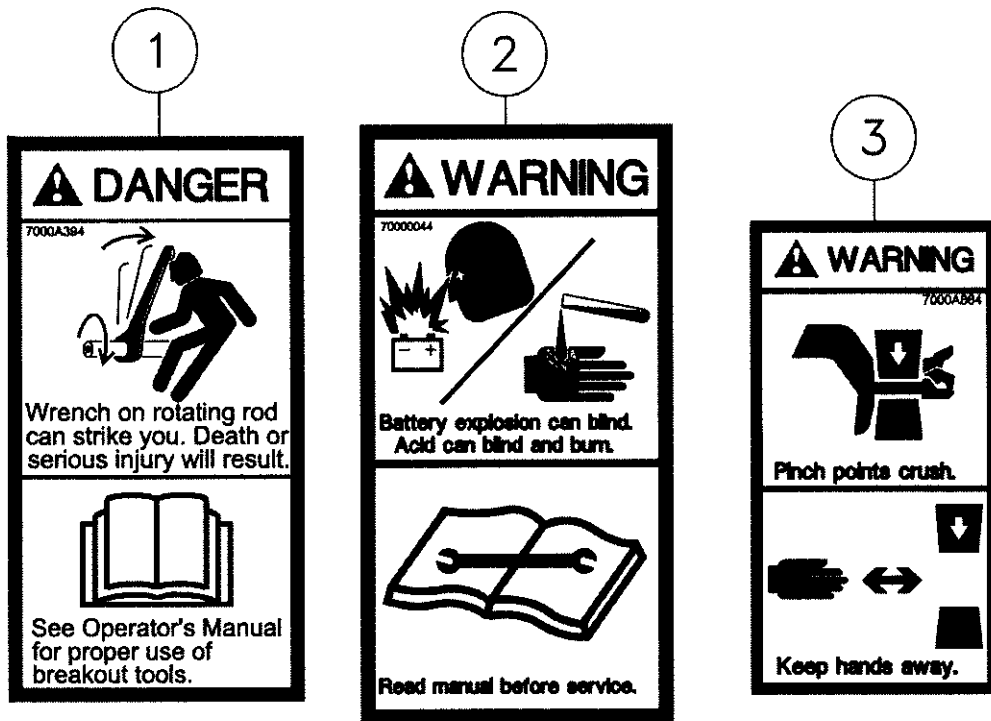 1
DANGER
7000A394
Wrench on rotating rod
can strike you. Death or
serious injury will result.
See Operator's Manual
for proper use of
breakout tools.
2
WARNING
70000044
Battery explosion can blind.
Acid can blind and burn.
Read manual before service.
3
WARNING
7000A664
Pinch points crush.
Keep hands away.